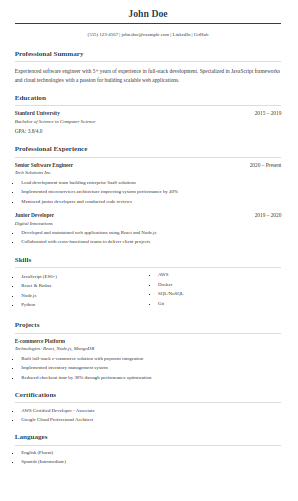 John Doe
(555) 123-4567 | john.doe@example.com | LinkedIn | GitHub
Professional Summary
Experienced software engineer with 5+ years of experience in full-stack development. Specialized in JavaScript frameworks
and cloud technologies with a passion for building scalable web applications.
Education
Stanford University 2015 – 2019
Bachelor of Science in Computer Science
GPA: 3.8/4.0
Professional Experience
Senior Software Engineer 2020 – Present
Tech Solutions Inc.
• Lead development team building enterprise SaaS solutions
• Implemented microservices architecture improving system performance by 40%
• Mentored junior developers and conducted code reviews
Junior Developer 2019 – 2020
Digital Innovations
• Developed and maintained web applications using React and Node.js
• Collaborated with cross-functional teams to deliver client projects
Skills
• JavaScript (ES6+)
• React & Redux
• Node.js
• Python
• AWS
• Docker
• SQL/NoSQL
• Git
Projects
E-commerce Platform
Technologies: React, Node.js, MongoDB
• Built full-stack e-commerce solution with payment integration
• Implemented inventory management system
• Reduced checkout time by 30% through performance optimization
Certifications
• AWS Certified Developer - Associate
• Google Cloud Professional Architect
Languages
• English (Fluent)
• Spanish (Intermediate)